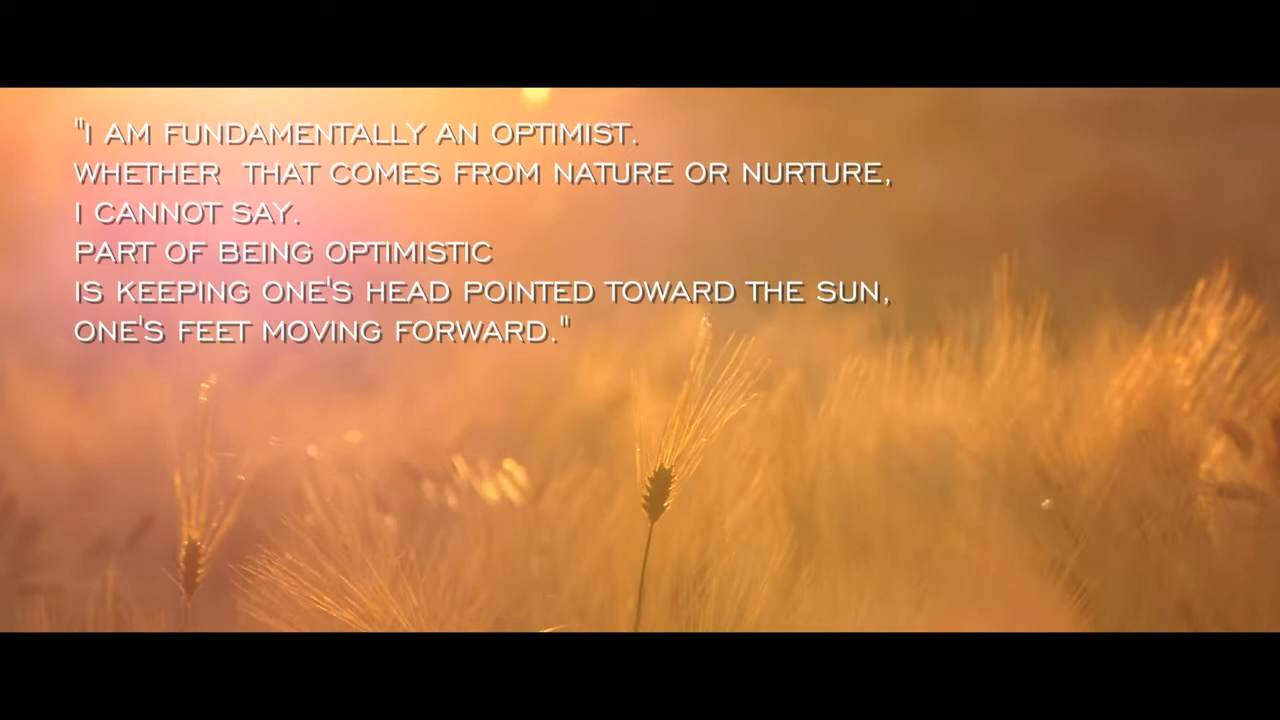 "I AM FUNDAMENTALLY AN OPTIMIST.
WHETHER  THAT COMES FROM NATURE OR NURTURE,
I CANNOT SAY.
PART OF BEING OPTIMISTIC
IS KEEPING ONE'S HEAD POINTED TOWARD THE SUN,
ONE'S FEET MOVING FORWARD."